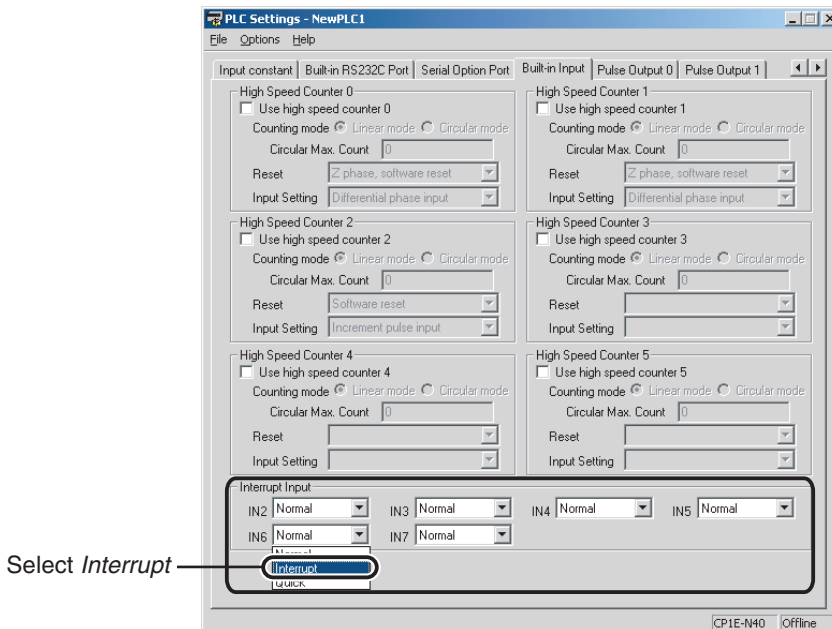 PLC Settings - NewPLC1
File Options Help
Input constant Built-in RS232C Port Serial Option Port Built-in Input Pulse Output 0 Pulse Output 1
High Speed Counter 0
Use high speed counter 0
Counting mode Linear mode Circular mode
Circular Max. Count 0
Reset Z phase, software reset
Input Setting Differential phase input
High Speed Counter 1
Use high speed counter 1
Counting mode Linear mode Circular mode
Circular Max. Count 0
Reset Z phase, software reset
Input Setting Differential phase input
High Speed Counter 2
Use high speed counter 2
Counting mode Linear mode Circular mode
Circular Max. Count 0
Reset Software reset
Input Setting Increment pulse input
High Speed Counter 3
Use high speed counter 3
Counting mode Linear mode Circular mode
Circular Max. Count 0
Reset
Input Setting
High Speed Counter 4
Use high speed counter 4
Counting mode Linear mode Circular mode
Circular Max. Count 0
Reset
Input Setting
High Speed Counter 5
Use high speed counter 5
Counting mode Linear mode Circular mode
Circular Max. Count 0
Reset
Input Setting
Interrupt Input
IN2 Normal IN3 Normal IN4 Normal IN5 Normal
IN6 Normal IN7 Normal
Normal
Interrupt
Quick
Select Interrupt
CP1E-N40 Offline